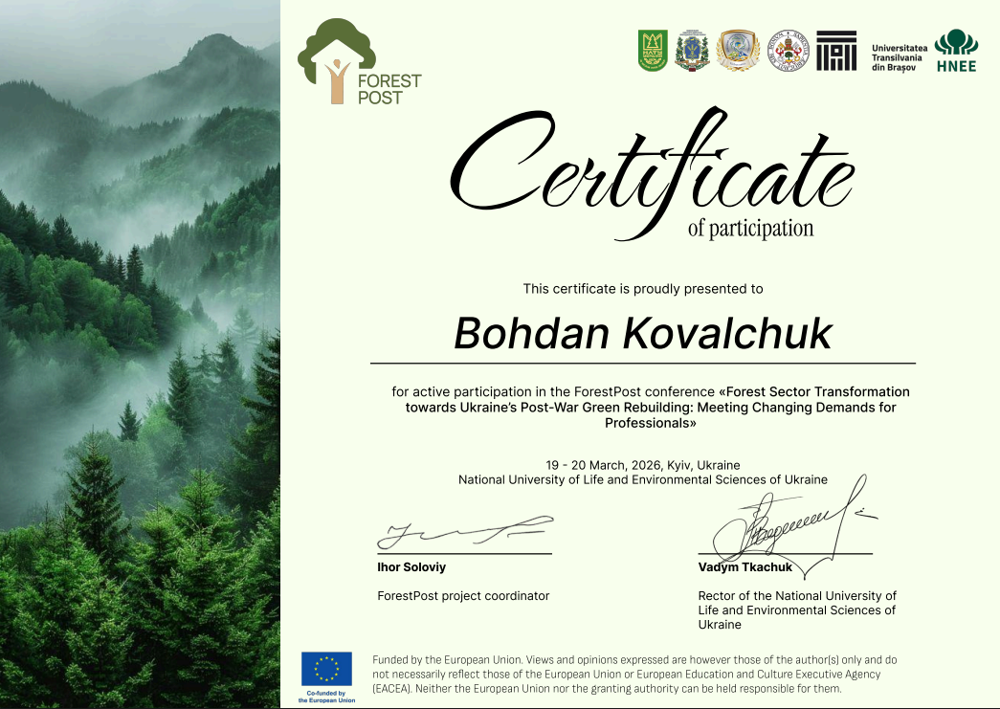 FOREST
POST
Universitatea
Transilvania
din Brașov
HNEE
Certificate
of participation
This certificate is proudly presented to
Bohdan Kovalchuk
for active participation in the ForestPost conference «Forest Sector Transformation
towards Ukraine’s Post-War Green Rebuilding: Meeting Changing Demands for
Professionals»
19 - 20 March, 2026, Kyiv, Ukraine
National University of Life and Environmental Sciences of Ukraine
Ihor Soloviy
Vadym Tkachuk
ForestPost project coordinator
Rector of the National University of
Life and Environmental Sciences of
Ukraine
Funded by the European Union. Views and opinions expressed are however those of the author(s) only and do
not necessarily reflect those of the European Union or European Education and Culture Executive Agency
(EACEA). Neither the European Union nor the granting authority can be held responsible for them.
Co-funded by
the European Union